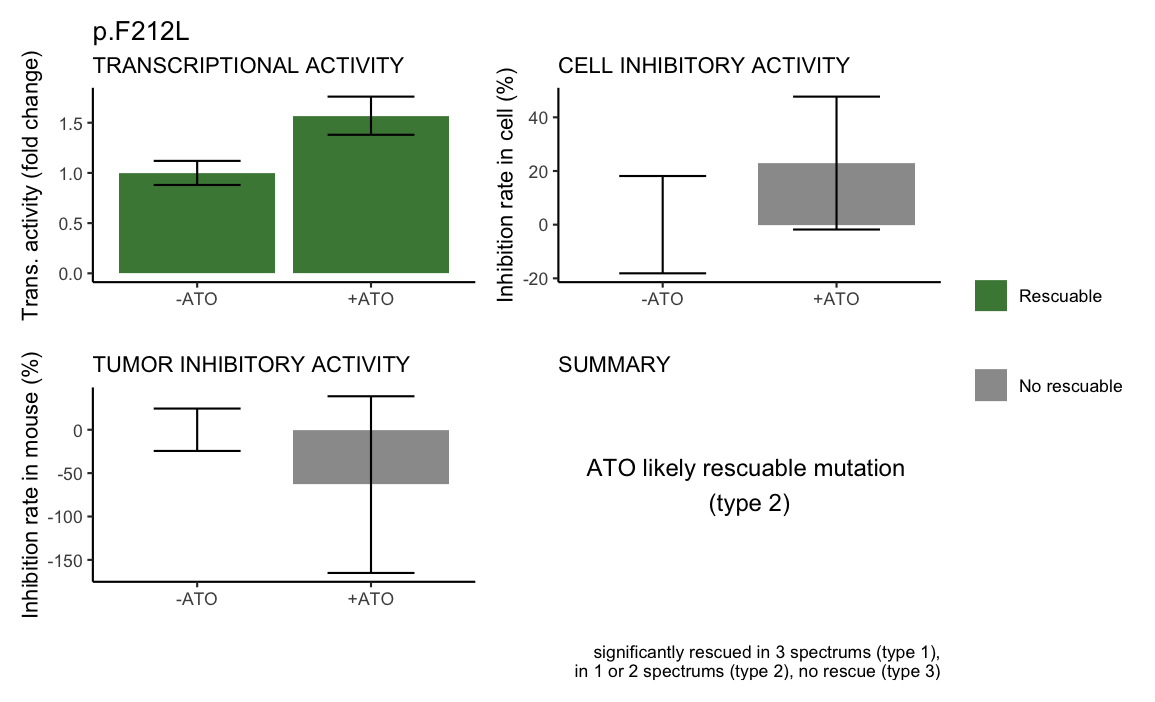 p.F212L
TRANSCRIPTIONAL ACTIVITY
Trans. activity (fold change)
1.5
1.0
0.5
0.0
-ATO
+ATO
CELL INHIBITORY ACTIVITY
Inhibition rate in cell (%)
40
20
0
-20
-ATO
+ATO
Rescuable
No rescuable
TUMOR INHIBITORY ACTIVITY
Inhibition rate in mouse (%)
0
-50
-100
-150
-ATO
+ATO
SUMMARY
ATO likely rescuable mutation
(type 2)
significantly rescued in 3 spectrums (type 1),
in 1 or 2 spectrums (type 2), no rescue (type 3)